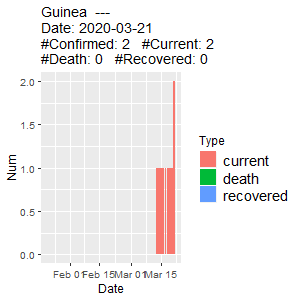 Guinea ---
Date: 2020-03-21
#Confirmed: 2 #Current: 2
#Death: 0 #Recovered: 0
2.0
1.5
1.0
0.5
0.0
Num
Feb 01 Feb 15 Mar 01 Mar 15
Date
Type
current
death
recovered